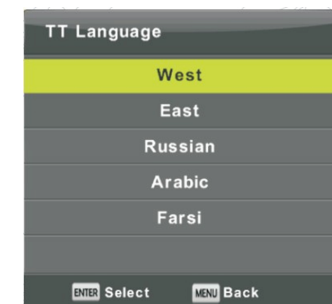 TT Language
West
East
Russian
Arabic
Farsi
ENTER Select MENU Back